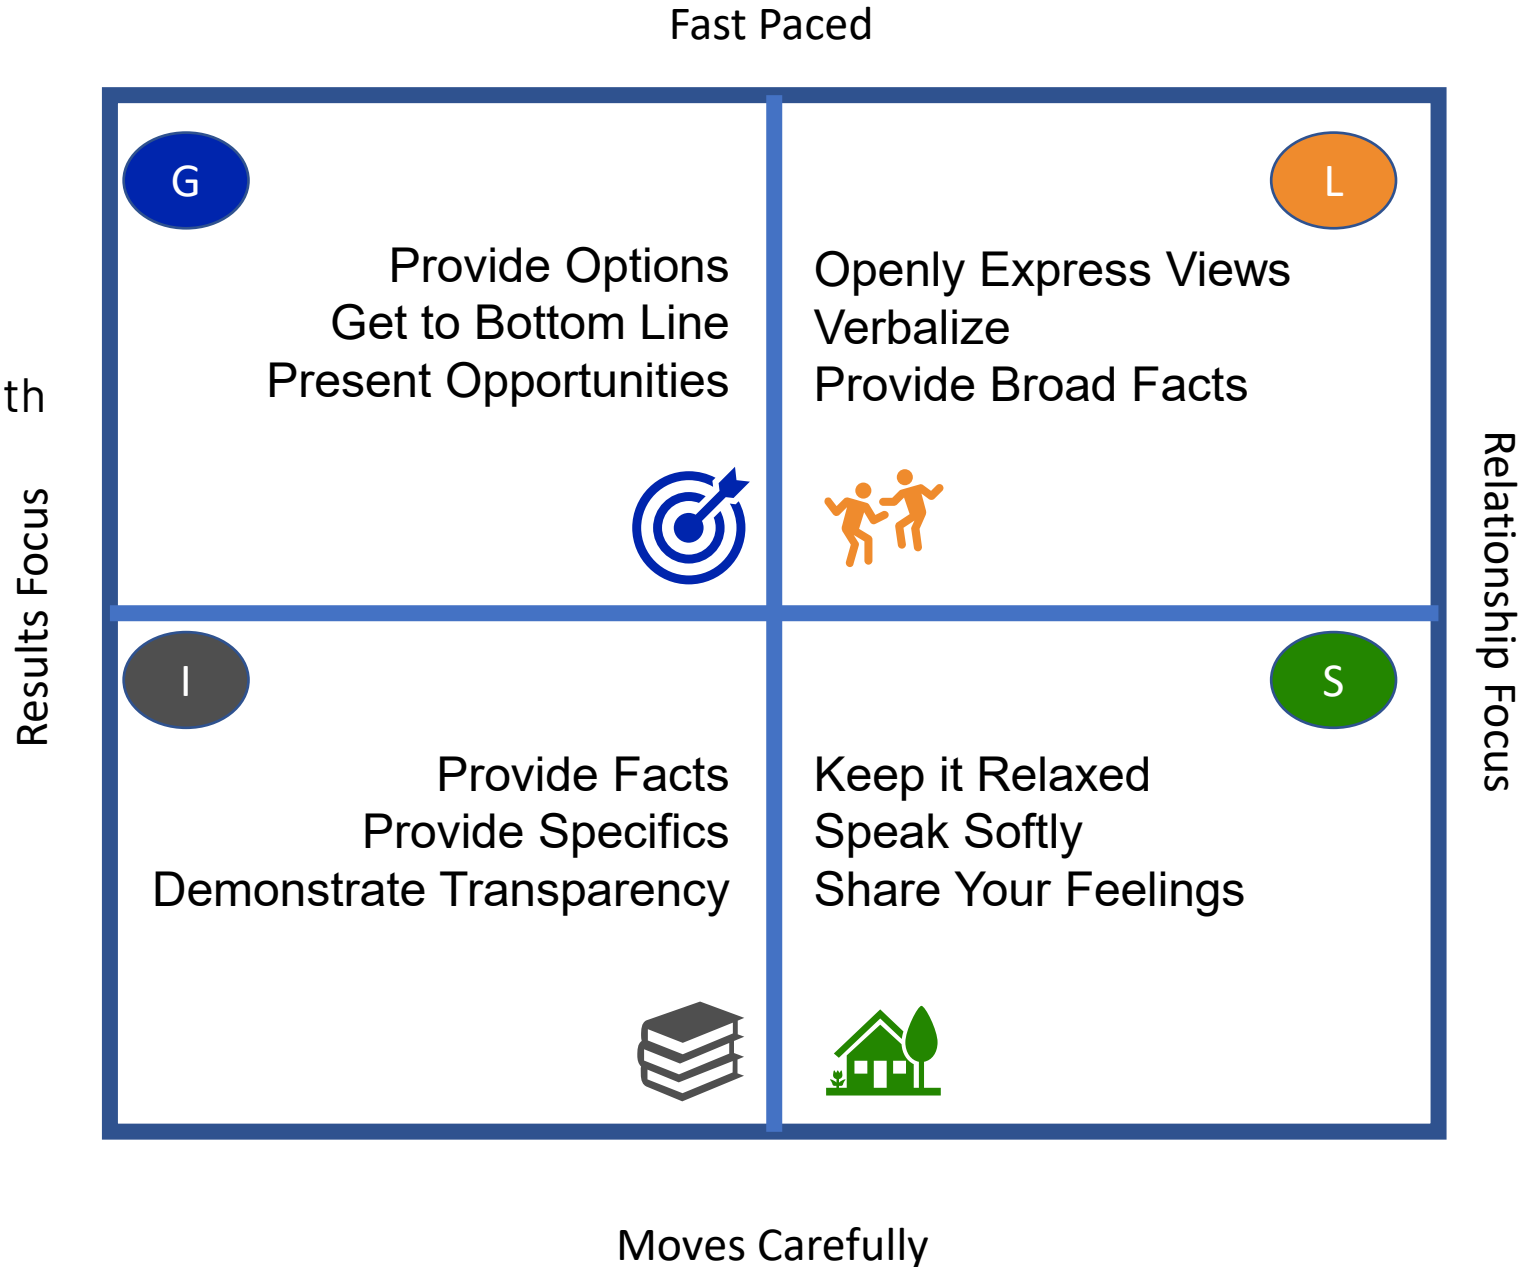 Fast Paced
G
Provide Options
Get to Bottom Line
Present Opportunities
L
Openly Express Views
Verbalize
Provide Broad Facts
th
Results Focus
Relationship Focus
I
Provide Facts
Provide Specifics
Demonstrate Transparency
S
Keep it Relaxed
Speak Softly
Share Your Feelings
Moves Carefully